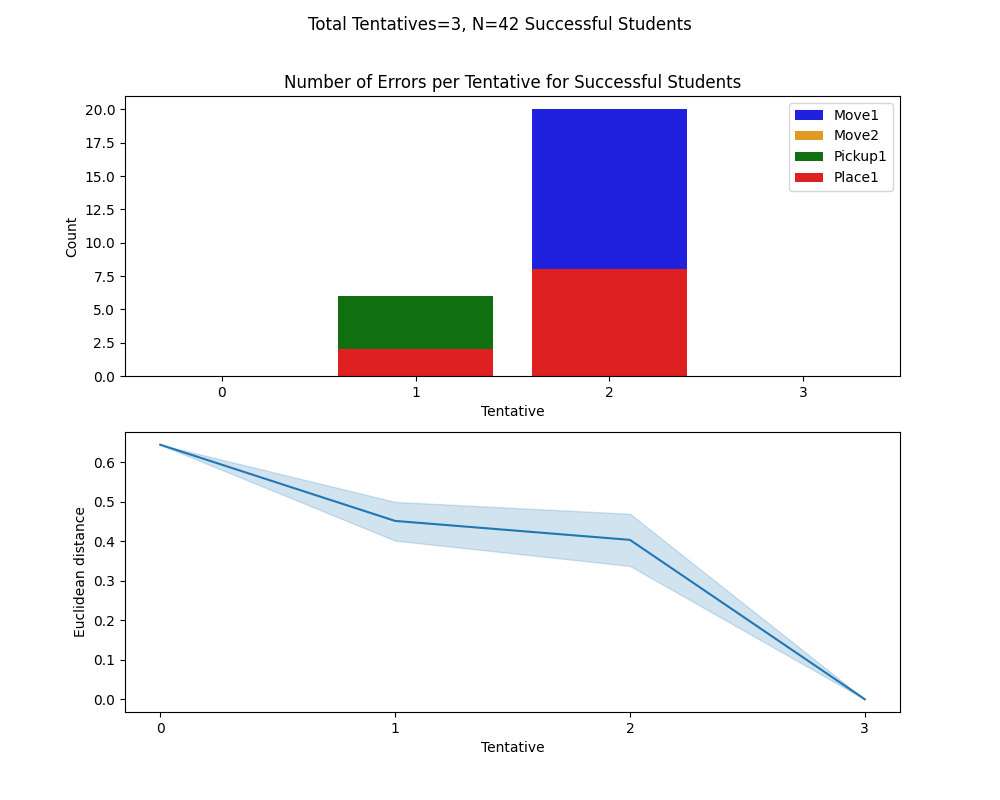 Total Tentatives=3, N=42 Successful Students
Number of Errors per Tentative for Successful Students
20.0
17.5
15.0
12.5
10.0
7.5
5.0
2.5
0.0
Count
Move1
Move2
Pickup1
Place1
0 1 2 3
Tentative
0.6
0.5
0.4
0.3
0.2
0.1
0.0
Euclidean distance
0 1 2 3
Tentative